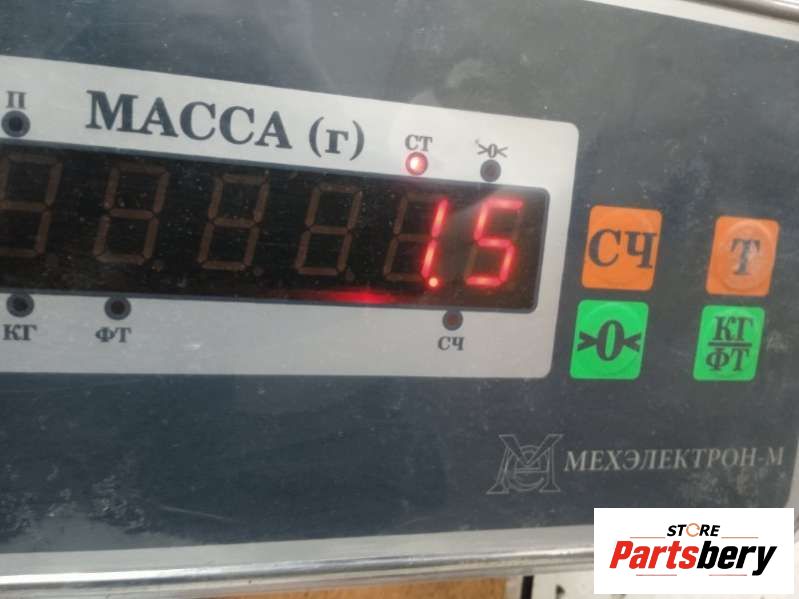 П
МАССА (г)
СТ
>0<
1.5
КГ
ФТ
СЧ
СЧ
Т
>0<
КГ
ФТ
МЕХЭЛЕКТРОН-М
STORE
Partsbery